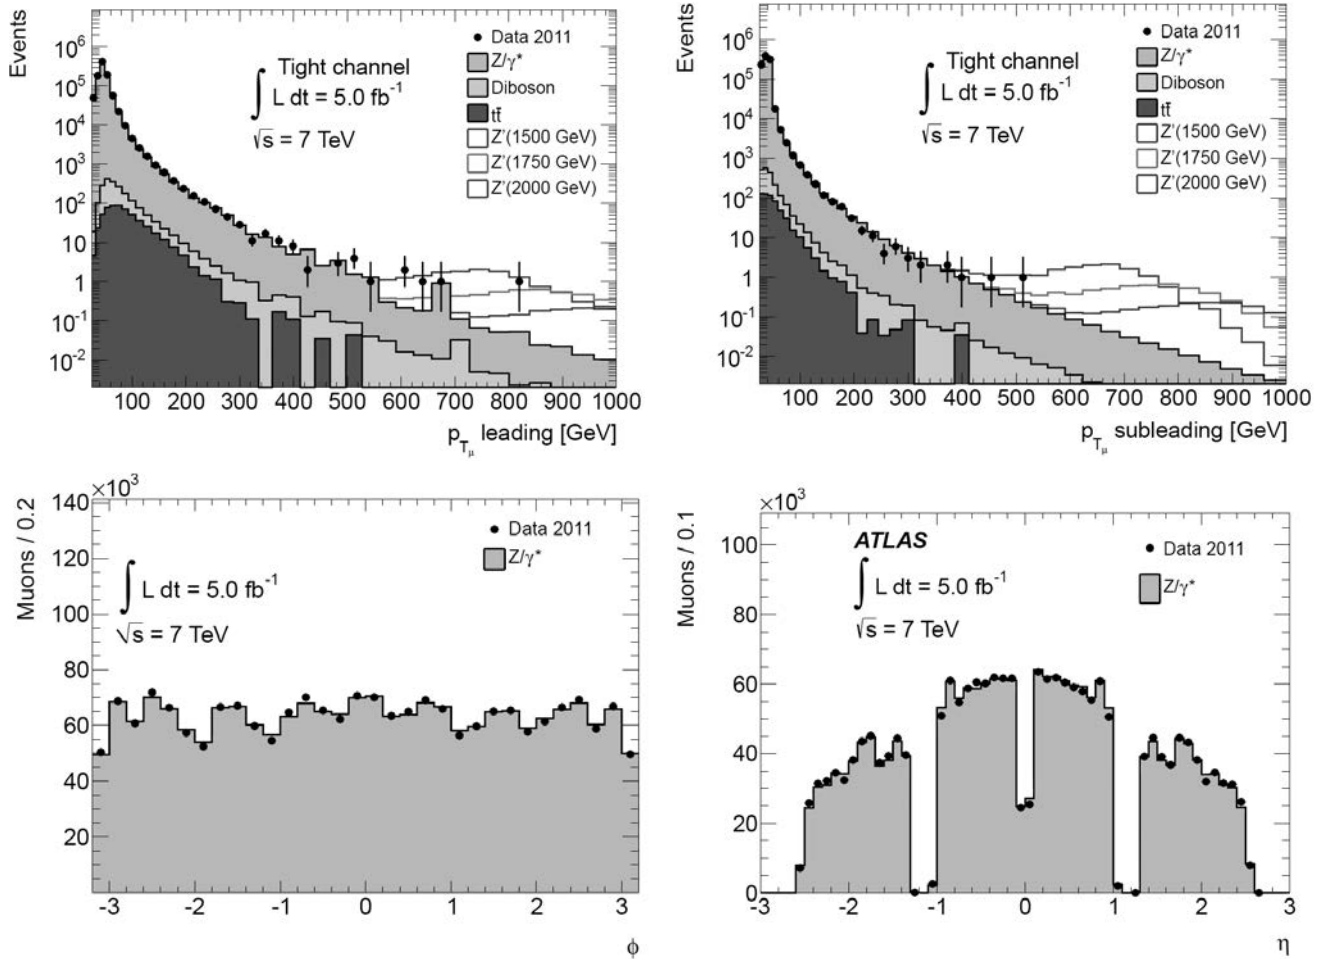 Events
10⁶
10⁵
10⁴
10³
10²
10
1
10⁻¹
10⁻²
Tight channel
∫ L dt = 5.0 fb⁻¹
√s = 7 TeV
Data 2011
Z/γ*
Diboson
tt̄
Z'(1500 GeV)
Z'(1750 GeV)
Z'(2000 GeV)
100 200 300 400 500 600 700 800 900 1000
p_Tμ leading [GeV]
Events
10⁶
10⁵
10⁴
10³
10²
10
1
10⁻¹
10⁻²
Tight channel
∫ L dt = 5.0 fb⁻¹
√s = 7 TeV
Data 2011
Z/γ*
Diboson
tt̄
Z'(1500 GeV)
Z'(1750 GeV)
Z'(2000 GeV)
100 200 300 400 500 600 700 800 900 1000
p_Tμ subleading [GeV]
×10³
Muons / 0.2
140
120
100
80
60
40
20
∫ L dt = 5.0 fb⁻¹
√s = 7 TeV
Data 2011
Z/γ*
-3 -2 -1 0 1 2 3
ϕ
×10³
Muons / 0.1
100
80
60
40
20
0
ATLAS
∫ L dt = 5.0 fb⁻¹
√s = 7 TeV
Data 2011
Z/γ*
-3 -2 -1 0 1 2 3
η